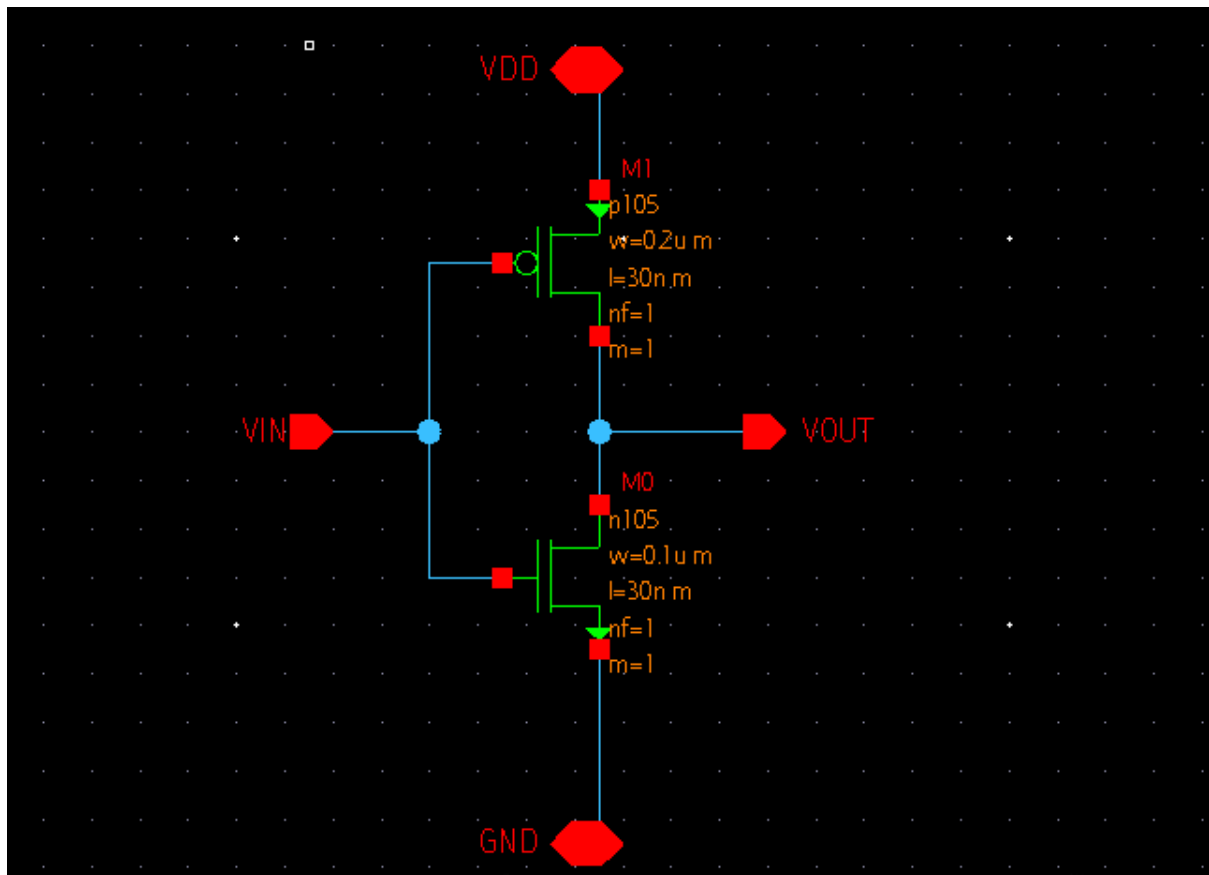 VDD
M1
p105
w=0.2u m
l=30n m
nf=1
m=1
VIN
VOUT
M0
n105
w=0.1u m
l=30n m
nf=1
m=1
GND